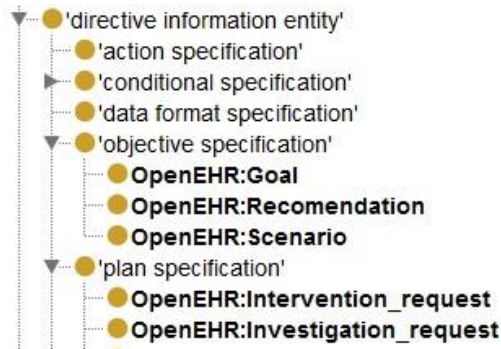 'directive information entity'
'action specification'
'conditional specification'
'data format specification'
'objective specification'
OpenEHR:Goal
OpenEHR:Recomendation
OpenEHR:Scenario
'plan specification'
OpenEHR:Intervention_request
OpenEHR:Investigation_request